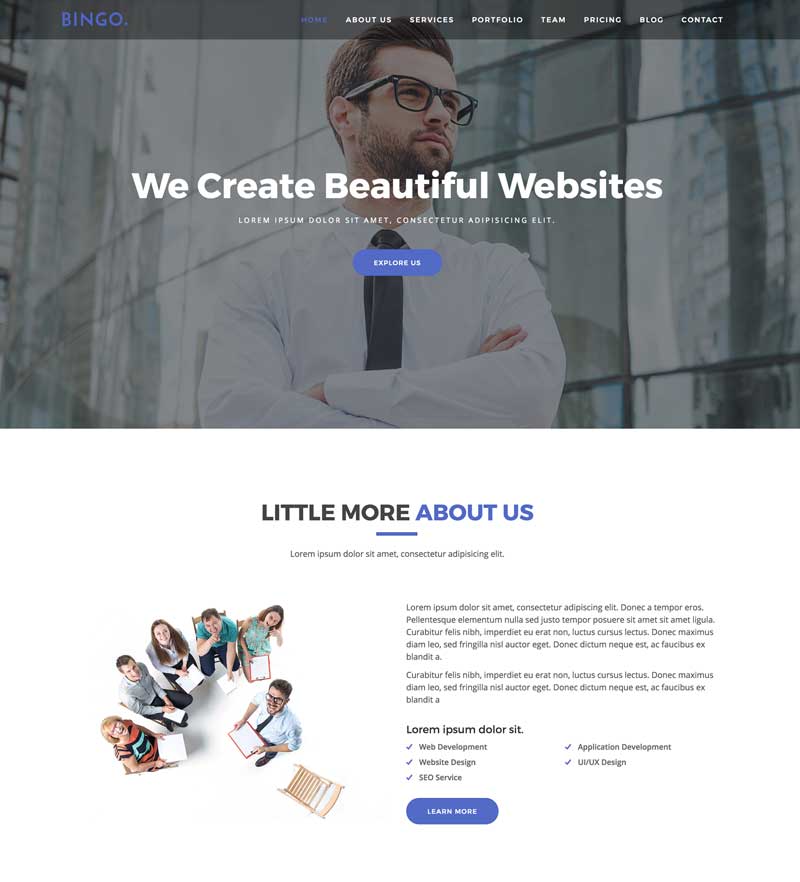 BINGO.
HOME ABOUT US SERVICES PORTFOLIO TEAM PRICING BLOG CONTACT
We Create Beautiful Websites
LOREM IPSUM DOLOR SIT AMET, CONSECTETUR ADIPISICING ELIT.
EXPLORE US
LITTLE MORE ABOUT US
Lorem ipsum dolor sit amet, consectetur adipisicing elit.
Lorem ipsum dolor sit amet, consectetur adipiscing elit. Donec a tempor eros.
Pellentesque elementum nulla sed justo tempor posuere sit amet sit amet ligula.
Curabitur felis nibh, imperdiet eu erat non, luctus cursus lectus. Donec maximus
diam leo, sed fringilla nisl auctor eget. Donec dictum neque est, ac faucibus ex
blandit a.
Curabitur felis nibh, imperdiet eu erat non, luctus cursus lectus. Donec maximus
diam leo, sed fringilla nisl auctor eget. Donec dictum neque est, ac faucibus ex
blandit a
Lorem ipsum dolor sit.
Web Development
Application Development
Website Design
UI/UX Design
SEO Service
LEARN MORE